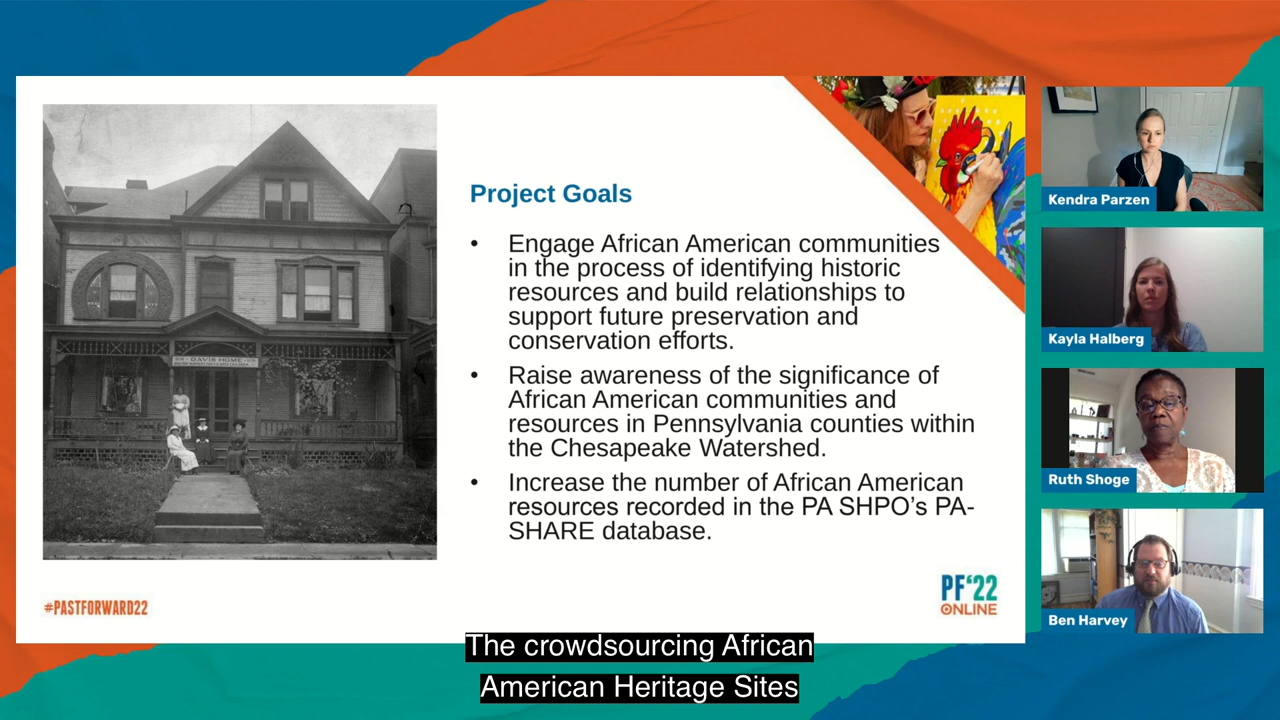 Project Goals
• Engage African American communities
in the process of identifying historic
resources and build relationships to
support future preservation and
conservation efforts.
• Raise awareness of the significance of
African American communities and
resources in Pennsylvania counties within
the Chesapeake Watershed.
• Increase the number of African American
resources recorded in the PA SHPO’s PA-
SHARE database.
DAVIS HOME
#PASTFORWARD22
PF‘22
ONLINE
Kendra Parzen
Kayla Halberg
Ruth Shoge
Ben Harvey
The crowdsourcing African
American Heritage Sites